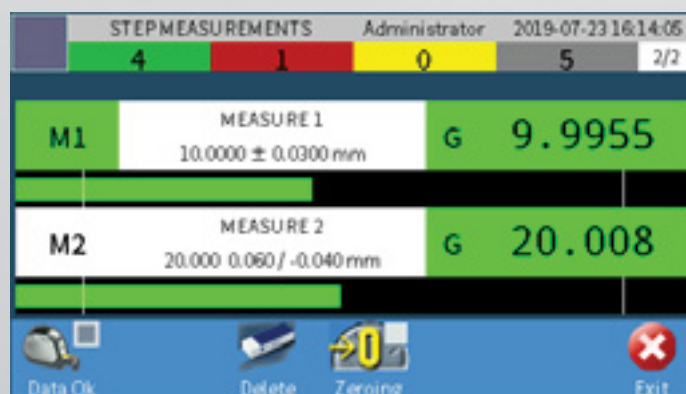 STEP MEASUREMENTS Administrator 2019-07-23 16:14:05
4 1 0 5 2/2
M1 MEASURE 1 G 9.9955
10.0000 ± 0.0300 mm
M2 MEASURE 2 G 20.008
20.000 0.060 / -0.040 mm
Data Ok Delete Zeroing Exit